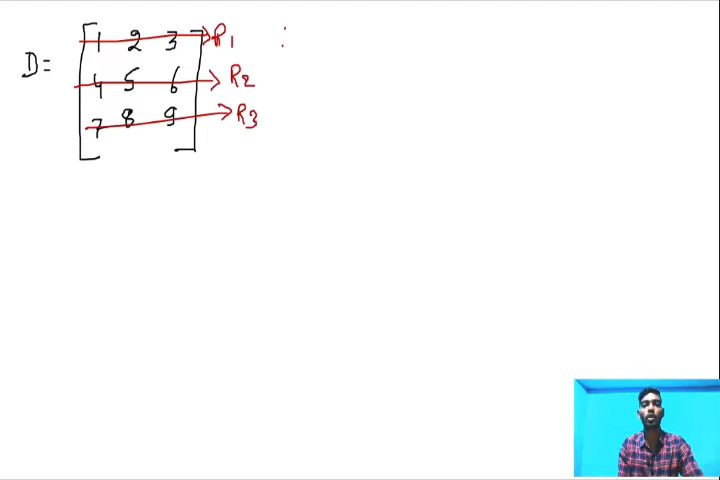 D = [ 1 2 3 → R1 :
4 5 6 → R2
7 8 9 ] → R3